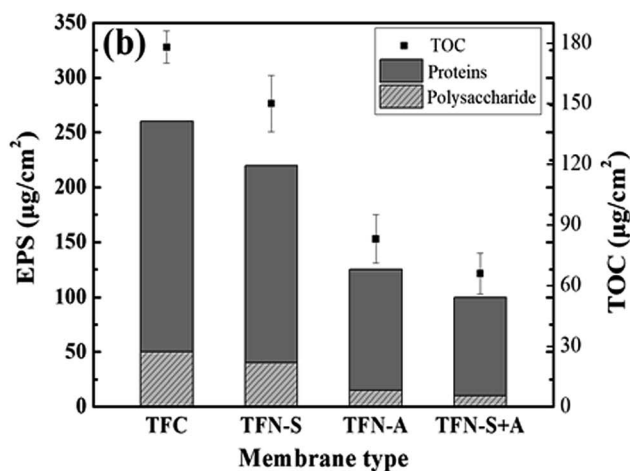 (b)
TOC
Proteins
Polysaccharide
EPS (µg/cm²)
350
300
250
200
150
100
50
0
TOC (µg/cm²)
180
150
120
90
60
30
0
TFC TFN-S TFN-A TFN-S+A
Membrane type